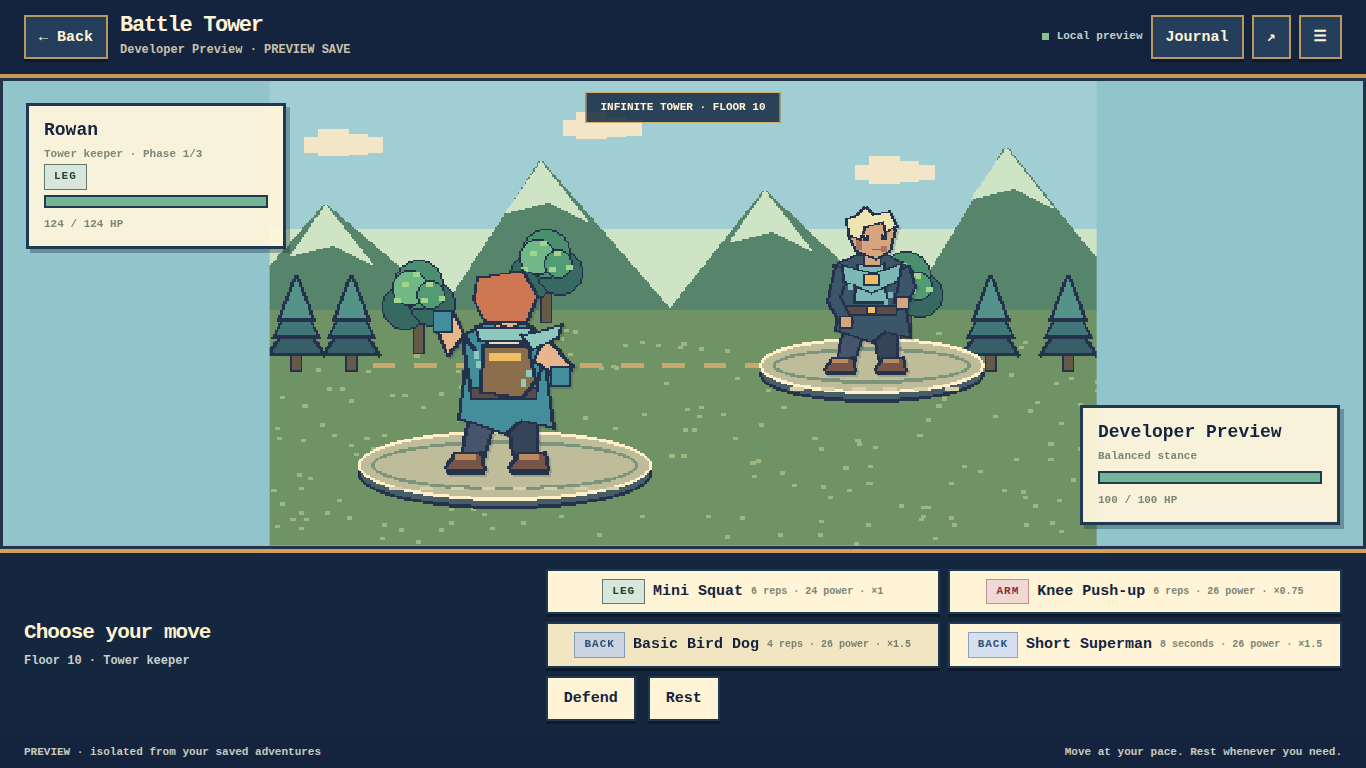 ← Back
Battle Tower
Developer Preview · PREVIEW SAVE
Local preview
Journal
↗
☰
INFINITE TOWER · FLOOR 10
Rowan
Tower keeper · Phase 1/3
LEG
124 / 124 HP
Developer Preview
Balanced stance
100 / 100 HP
Choose your move
Floor 10 · Tower keeper
LEG Mini Squat 6 reps · 24 power · ×1
ARM Knee Push-up 6 reps · 26 power · ×0.75
BACK Basic Bird Dog 4 reps · 26 power · ×1.5
BACK Short Superman 8 seconds · 26 power · ×1.5
Defend
Rest
PREVIEW · isolated from your saved adventures
Move at your pace. Rest whenever you need.